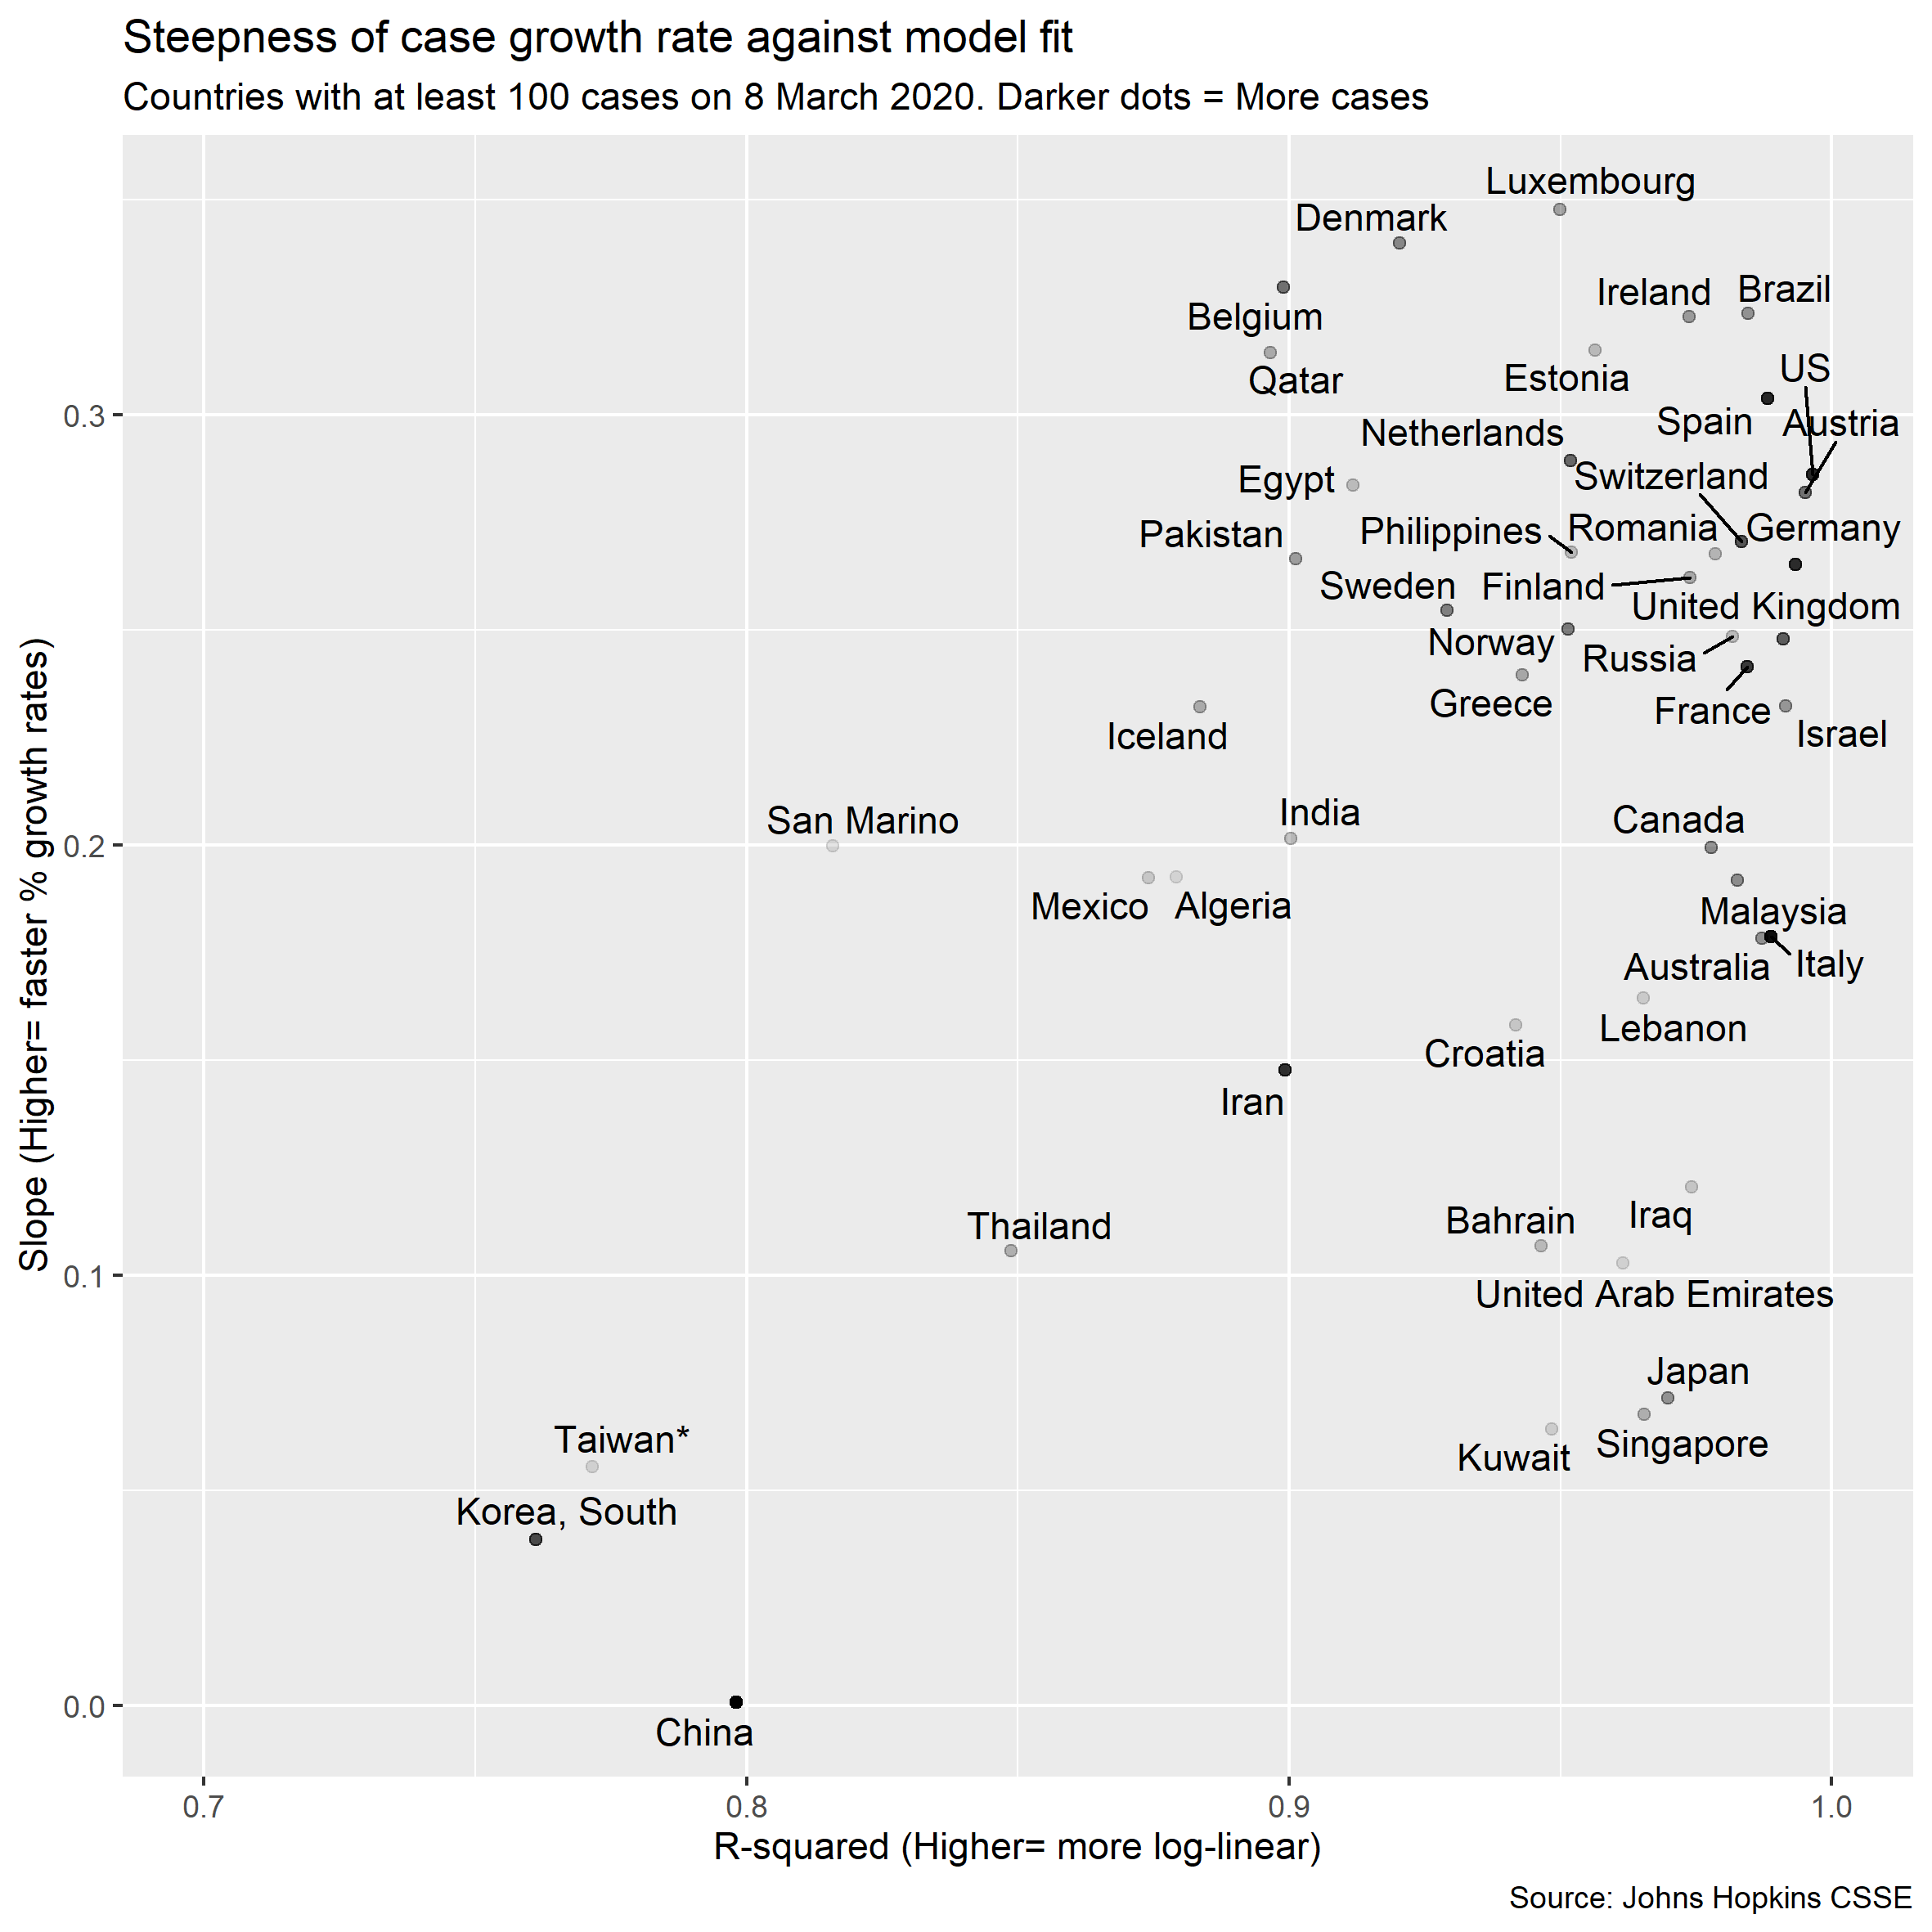 Steepness of case growth rate against model fit
Countries with at least 100 cases on 8 March 2020. Darker dots = More cases
Luxembourg
Denmark
Ireland
Brazil
Belgium
US
Estonia
Qatar
0.3
Spain
Austria
Netherlands
Switzerland
Egypt
Philippines
Romania
Germany
Pakistan
Sweden
Finland
United Kingdom
Norway
Russia
Greece
France
Israel
Iceland
India
San Marino
Canada
0.2
Mexico
Algeria
Malaysia
Australia
Italy
Lebanon
Croatia
Iran
Iraq
Bahrain
Thailand
0.1
United Arab Emirates
Japan
Taiwan*
Singapore
Kuwait
Korea, South
0.0
China
Slope (Higher= faster % growth rates)
0.7 0.8 0.9 1.0
R-squared (Higher= more log-linear)
Source: Johns Hopkins CSSE